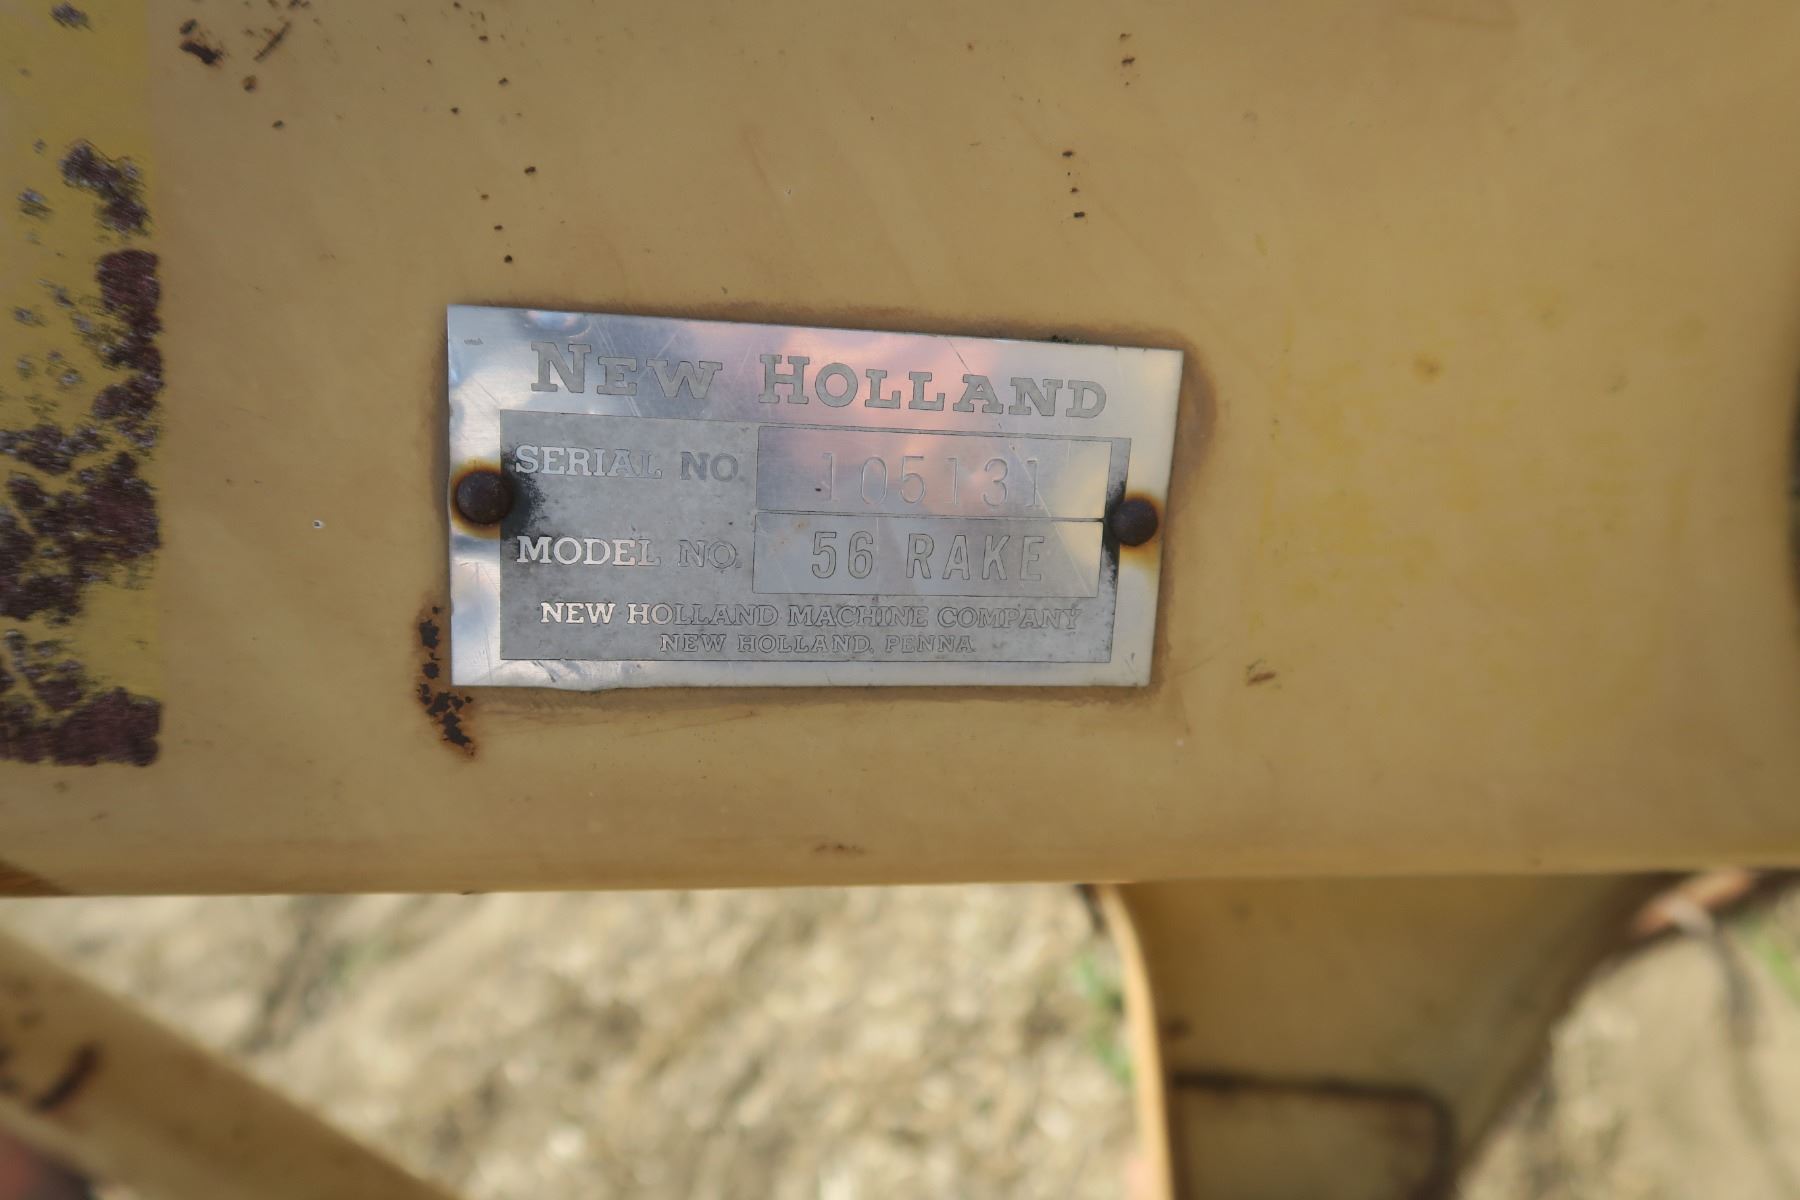 NEW HOLLAND
SERIAL NO. 105131
MODEL NO. 56 RAKE
NEW HOLLAND MACHINE COMPANY
NEW HOLLAND, PENNA.